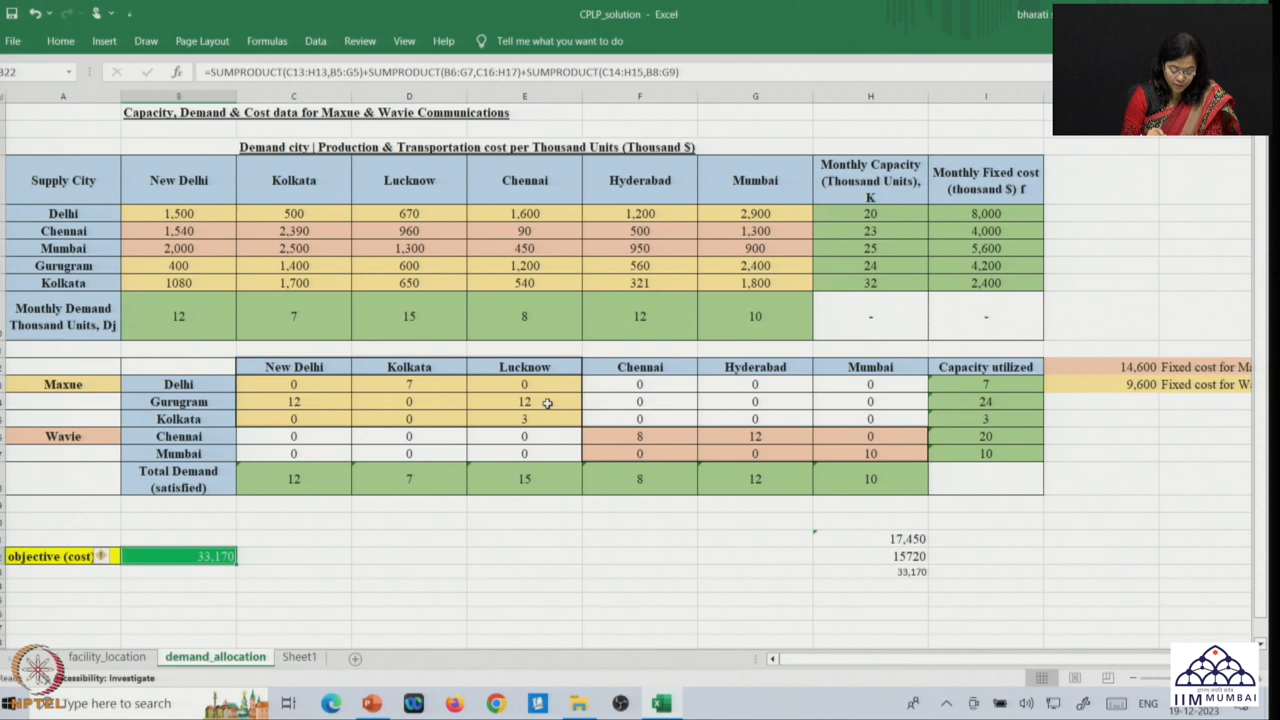 CPLP_solution - Excel
bharati s
File Home Insert Draw Page Layout Formulas Data Review View Help Tell me what you want to do
B22 fx =SUMPRODUCT(C13:H13,B5:G5)+SUMPRODUCT(B6:G7,C16:H17)+SUMPRODUCT(C14:H15,B8:G9)
A B C D E F G H I
Capacity, Demand & Cost data for Maxue & Wavie Communications
Demand city | Production & Transportation cost per Thousand Units (Thousand $)
Supply City New Delhi Kolkata Lucknow Chennai Hyderabad Mumbai Monthly Capacity (Thousand Units), K Monthly Fixed cost (thousand $) f
Delhi 1,500 500 670 1,600 1,200 2,900 20 8,000
Chennai 1,540 2,390 960 90 500 1,300 23 4,000
Mumbai 2,000 2,500 1,300 450 950 900 25 5,600
Gurugram 400 1,400 600 1,200 560 2,400 24 4,200
Kolkata 1080 1,700 650 540 321 1,800 32 2,400
Monthly Demand Thousand Units, Dj 12 7 15 8 12 10 - -
New Delhi Kolkata Lucknow Chennai Hyderabad Mumbai Capacity utilized 14,600 Fixed cost for M
Maxue Delhi 0 7 0 0 0 0 7 9,600 Fixed cost for W
Gurugram 12 0 12 0 0 0 24
Kolkata 0 0 3 0 0 0 3
Wavie Chennai 0 0 0 8 12 0 20
Mumbai 0 0 0 0 0 10 10
Total Demand (satisfied) 12 7 15 8 12 10
17,450
objective (cost) 33,170 15720
33,170
facility_location demand_allocation Sheet1
Accessibility: Investigate
NPTEL
Type here to search
ENG
19-12-2023
IIM MUMBAI